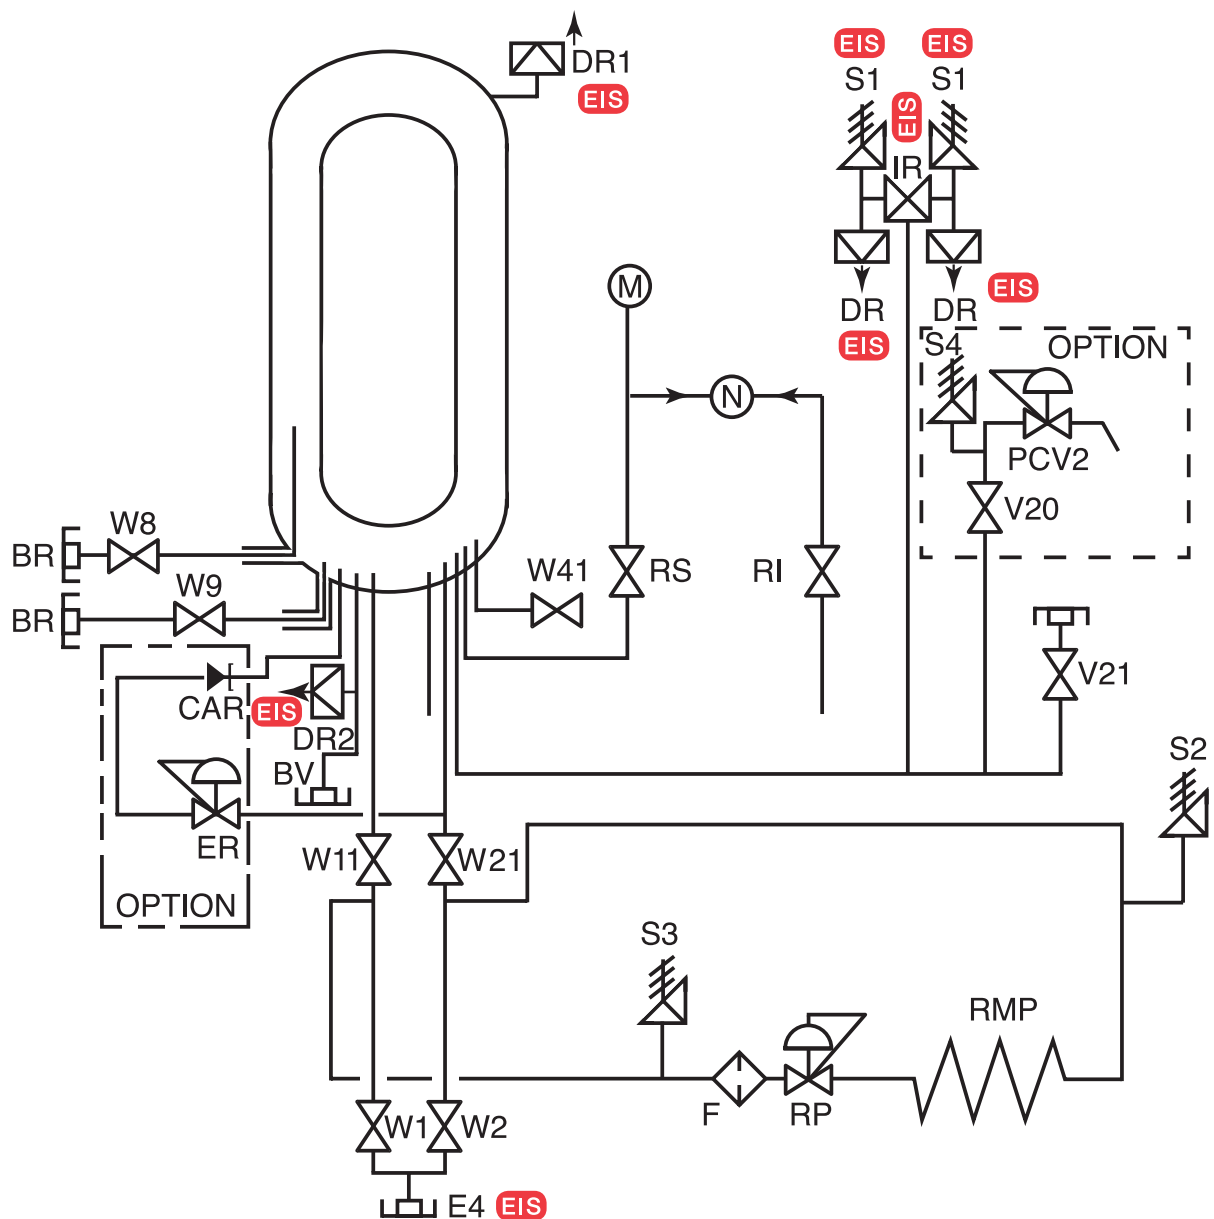 EIS
EIS
DR1
S1
S1
EIS
EIS
IR
M
EIS
DR
DR
EIS
S4
OPTION
N
PCV2
W8
V20
BR
W41
RS
RI
W9
BR
V21
CAR
EIS
DR2
S2
BV
ER
W11
W21
OPTION
S3
RMP
F
RP
W1
W2
E4
EIS